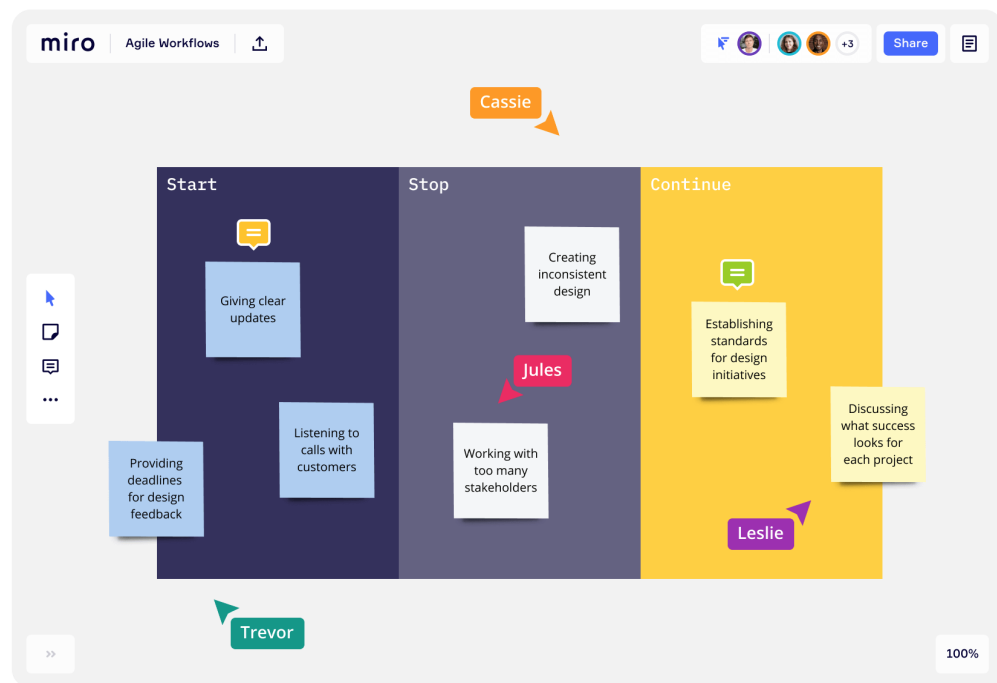 miro
Agile Workflows
+3
Share
Cassie
Start
Stop
Continue
Giving clear
updates
Providing
deadlines
for design
feedback
Listening to
calls with
customers
Creating
inconsistent
design
Jules
Working with
too many
stakeholders
Establishing
standards
for design
initiatives
Discussing
what success
looks for
each project
Leslie
Trevor
100%